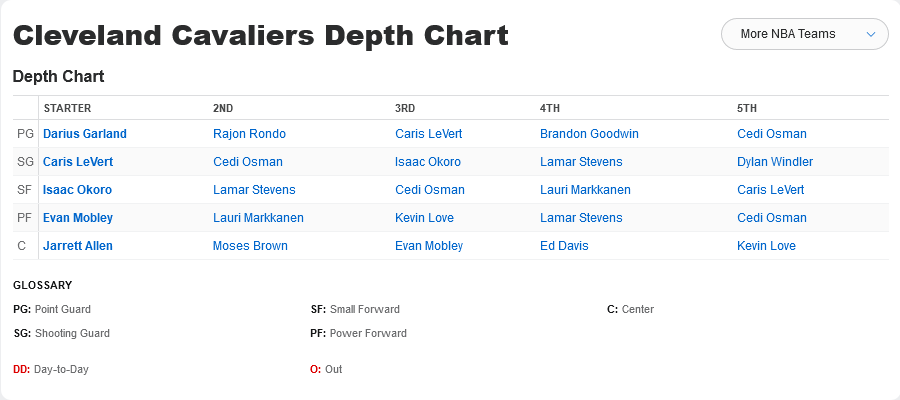 Cleveland Cavaliers Depth Chart
More NBA Teams
Depth Chart
STARTER 2ND 3RD 4TH 5TH
PG Darius Garland Rajon Rondo Caris LeVert Brandon Goodwin Cedi Osman
SG Caris LeVert Cedi Osman Isaac Okoro Lamar Stevens Dylan Windler
SF Isaac Okoro Lamar Stevens Cedi Osman Lauri Markkanen Caris LeVert
PF Evan Mobley Lauri Markkanen Kevin Love Lamar Stevens Cedi Osman
C Jarrett Allen Moses Brown Evan Mobley Ed Davis Kevin Love
GLOSSARY
PG: Point Guard SF: Small Forward C: Center
SG: Shooting Guard PF: Power Forward
DD: Day-to-Day O: Out